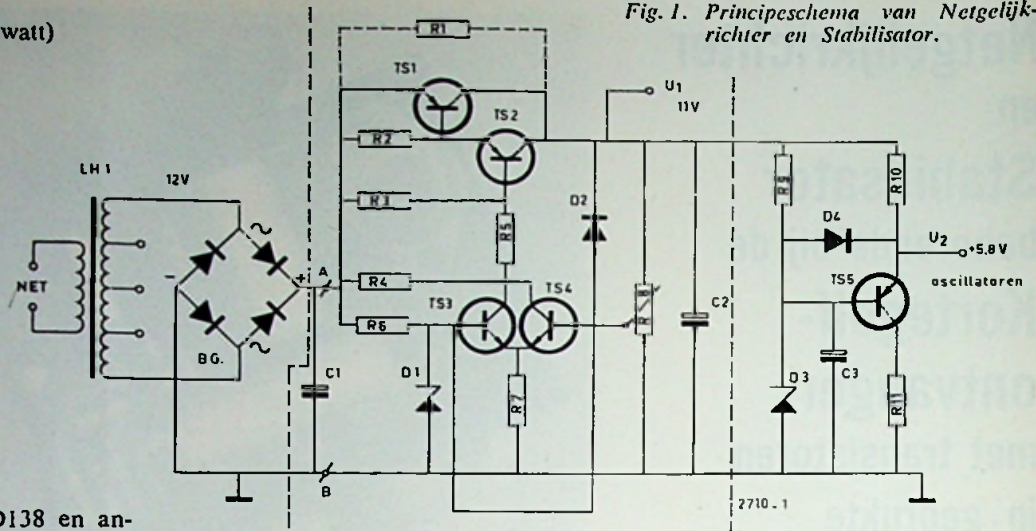 watt)
Fig. 1. Principeschema van Netgelijk-
richter en Stabilisator.
R1
TS1
U1
11V
TS2
R2
LH1
12V
R3
R9
R10
D2
D4
R5
U2
+5,8V
oscillatoren
NET
-
+
A
R4
TS3
TS4
TS5
R6
R8
C2
BG.
C1
D1
R7
D3
C3
R11
B
2710-1
D138 en an-